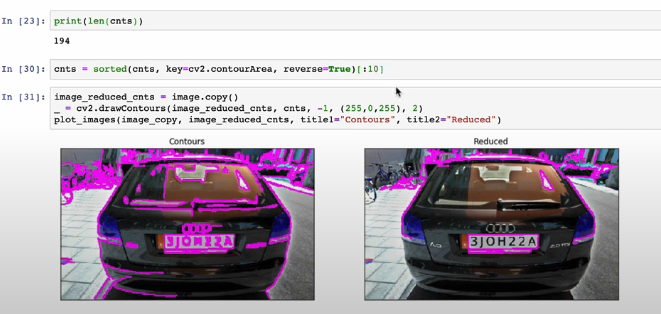 In [23]: print(len(cnts))
194
In [30]: cnts = sorted(cnts, key=cv2.contourArea, reverse=True)[:10]
In [31]: image_reduced_cnts = image.copy()
_ = cv2.drawContours(image_reduced_cnts, cnts, -1, (255,0,255), 2)
plot_images(image_copy, image_reduced_cnts, title1="Contours", title2="Reduced")
Contours
Reduced
3JOH22A
3JOH22A